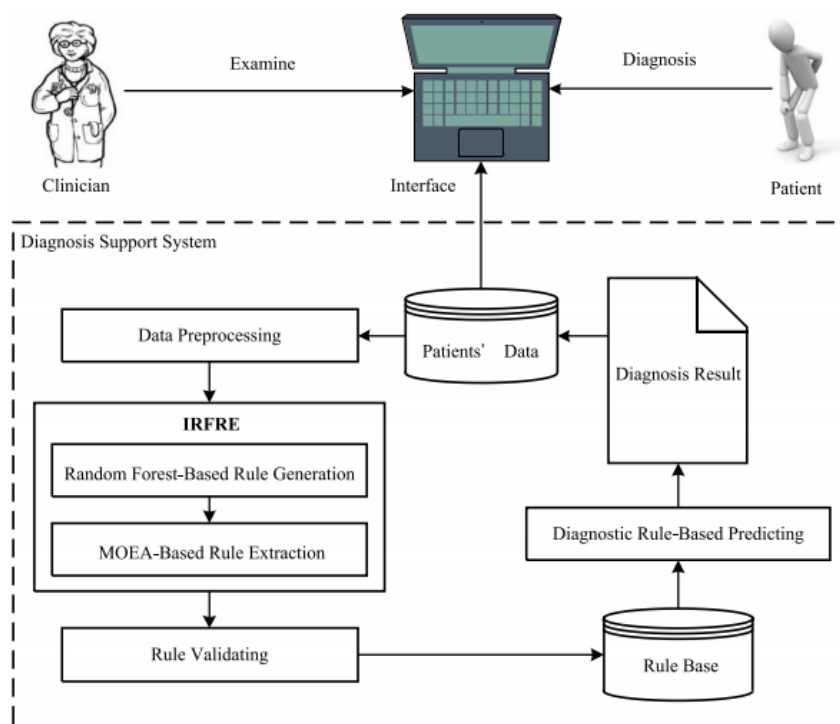 Examine
Diagnosis
Clinician
Interface
Patient
Diagnosis Support System
Data Preprocessing
Patients' Data
Diagnosis Result
IRFRE
Random Forest-Based Rule Generation
MOEA-Based Rule Extraction
Diagnostic Rule-Based Predicting
Rule Validating
Rule Base